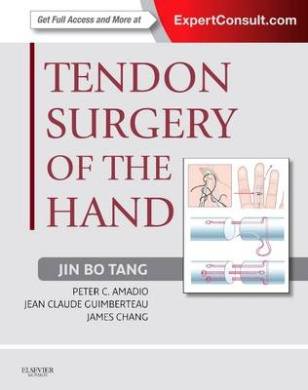 Get Full Access and More at
ExpertConsult.com
TENDON
SURGERY
OF THE
HAND
JIN BO TANG
PETER C. AMADIO
JEAN CLAUDE GUIMBERTEAU
JAMES CHANG
ELSEVIER